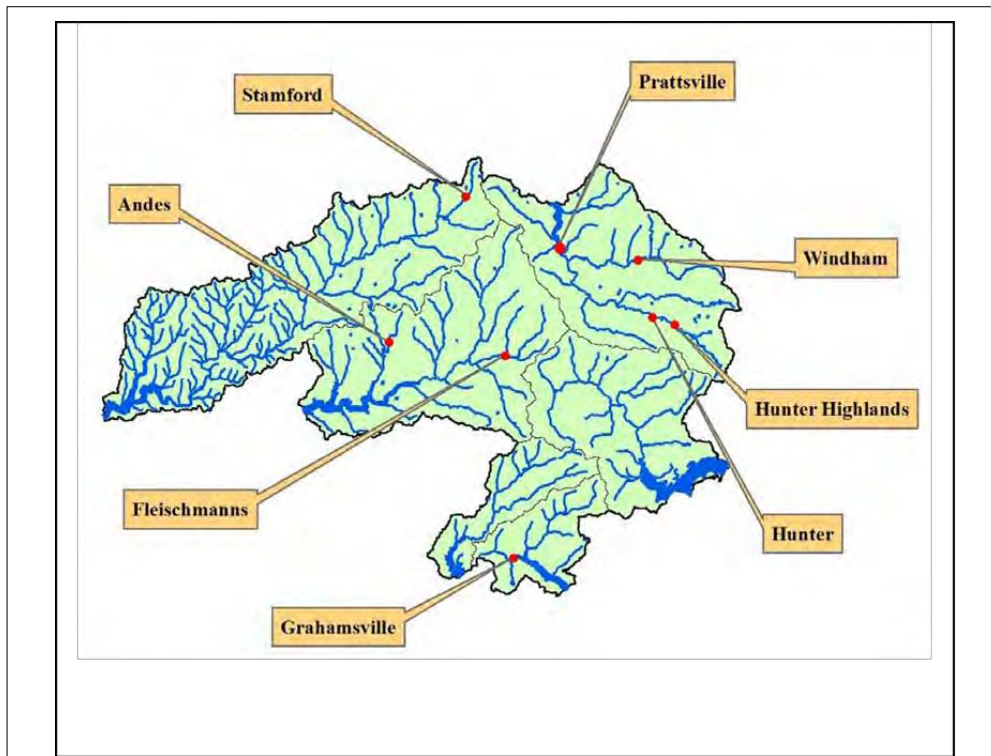 Stamford
Prattsville
Andes
Windham
Hunter Highlands
Fleischmanns
Hunter
Grahamsville